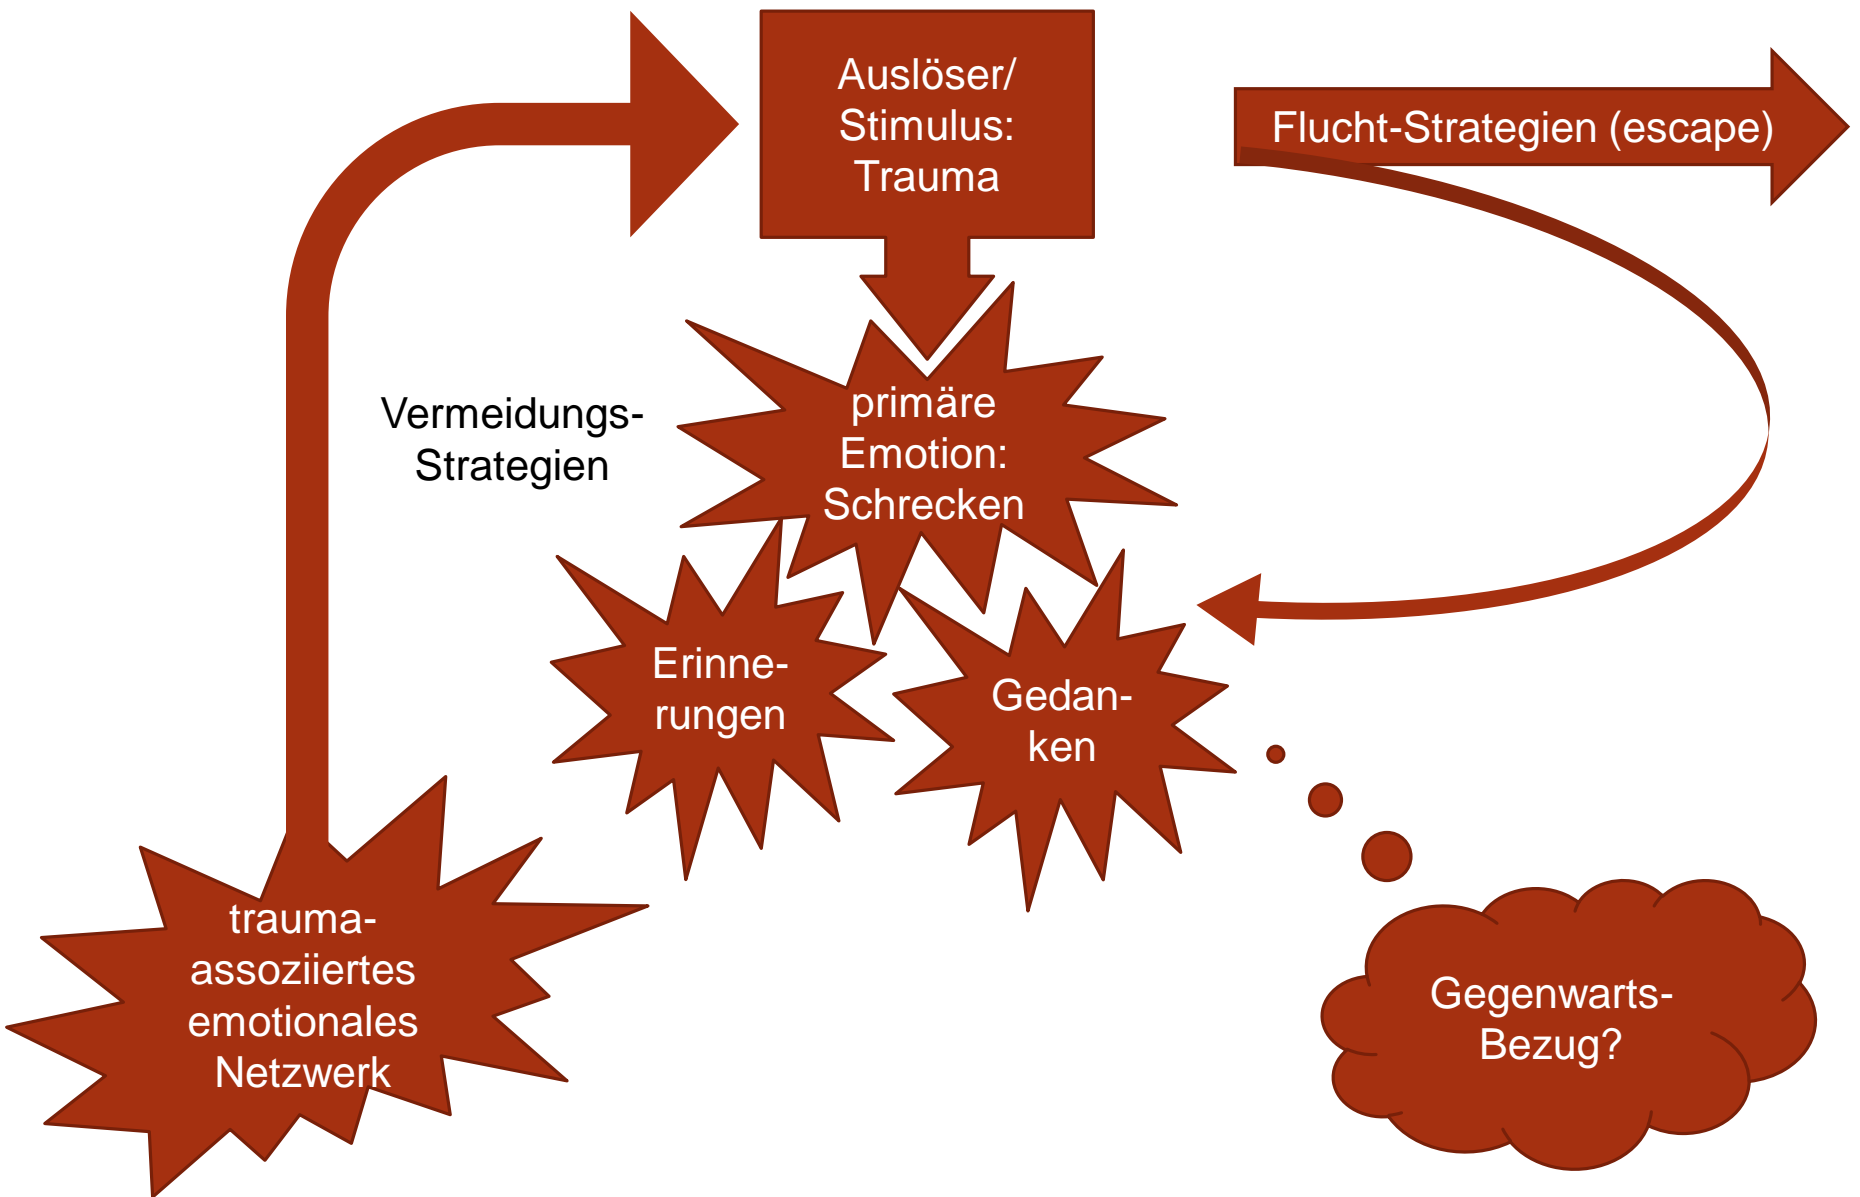 Auslöser/
Stimulus:
Trauma
Flucht-Strategien (escape)
Vermeidungs-
Strategien
primäre
Emotion:
Schrecken
Erinne-
rungen
Gedan-
ken
trauma-
assoziiertes
emotionales
Netzwerk
Gegenwarts-
Bezug?